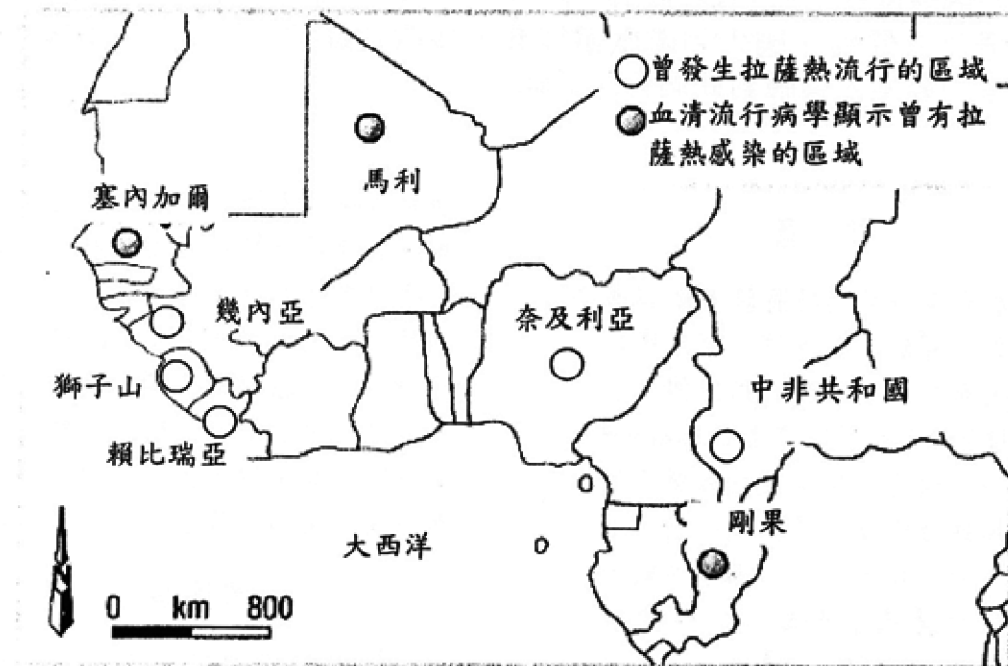 曾發生拉薩熱流行的區域
血清流行病學顯示曾有拉
薩熱感染的區域
馬利
塞內加爾
幾內亞
奈及利亞
獅子山
中非共和國
賴比瑞亞
剛果
大西洋
0 km 800
N